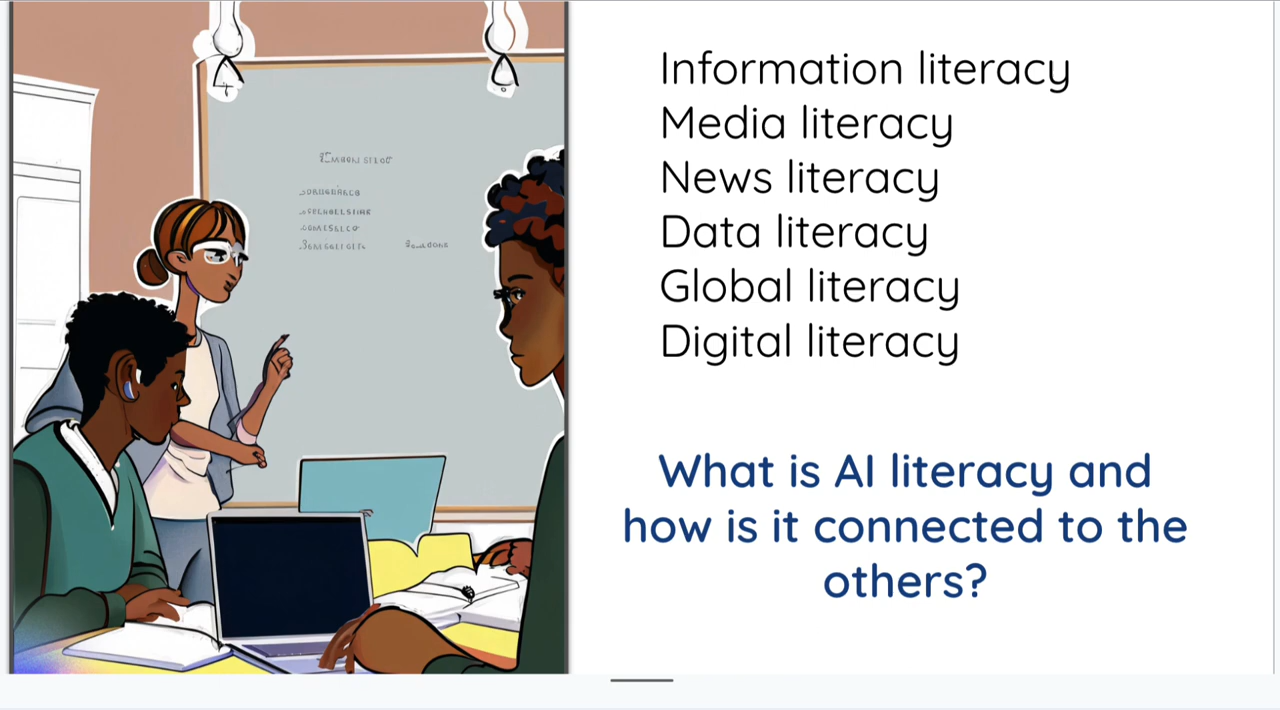 Information literacy
Media literacy
News literacy
Data literacy
Global literacy
Digital literacy
What is AI literacy and
how is it connected to the
others?